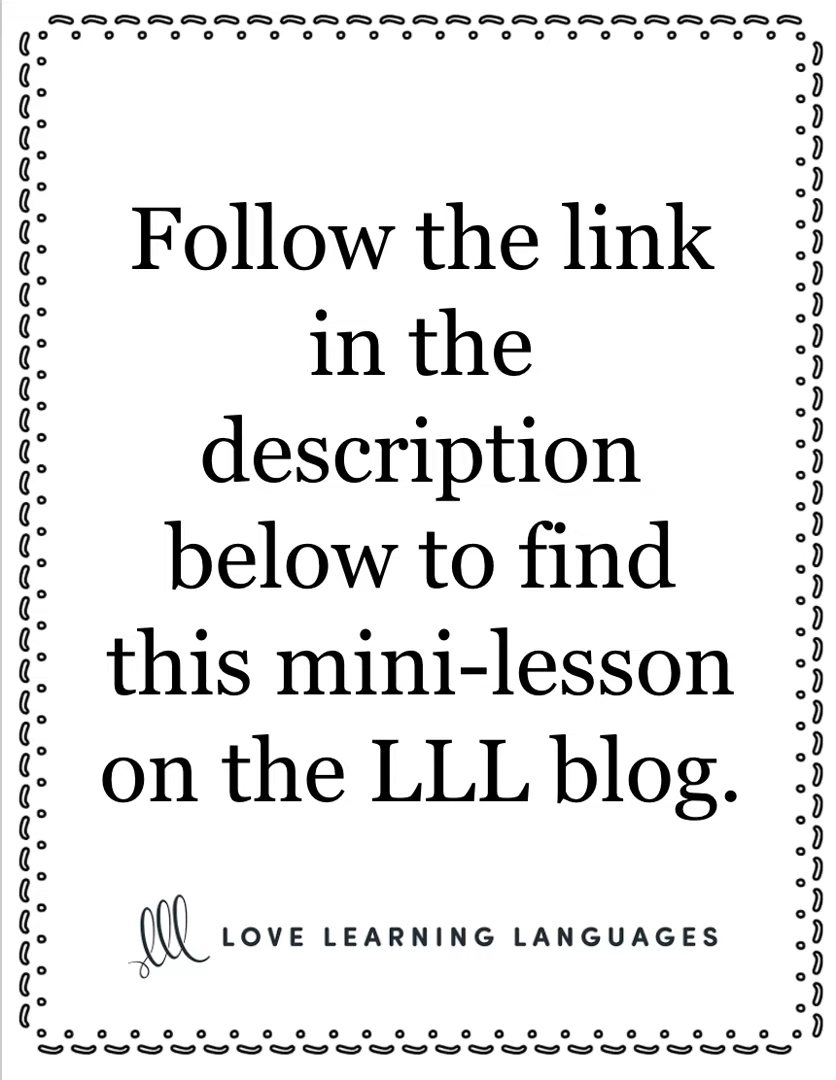 Follow the link
in the
description
below to find
this mini-lesson
on the LLL blog.
lll LOVE LEARNING LANGUAGES